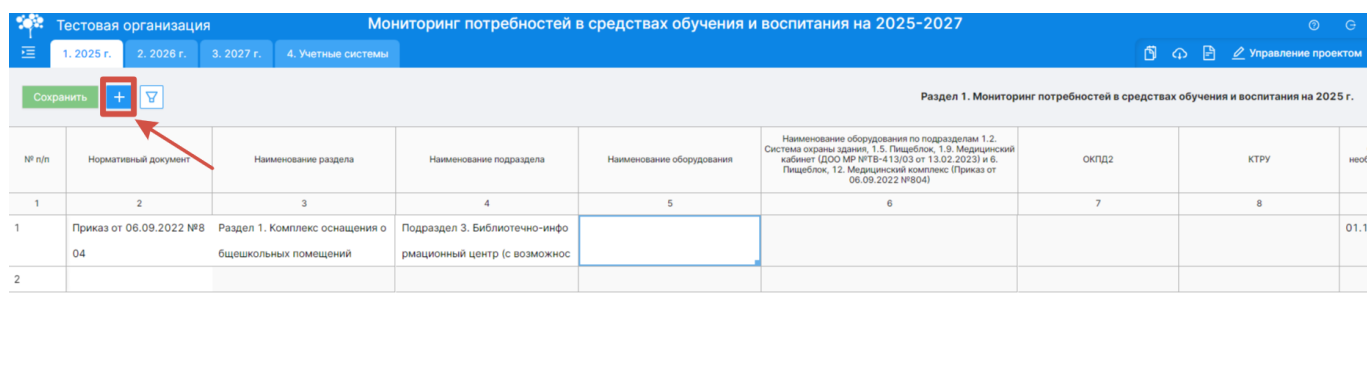 Тестовая организация
Мониторинг потребностей в средствах обучения и воспитания на 2025-2027
1. 2025 г.
2. 2026 г.
3. 2027 г.
4. Учетные системы
Управление проектом
Сохранить
+
Раздел 1. Мониторинг потребностей в средствах обучения и воспитания на 2025 г.
№ п/п
Нормативный документ
Наименование раздела
Наименование подраздела
Наименование оборудования
Наименование оборудования по подразделам 1.2.
Система охраны здания, 1.5. Пищеблок, 1.9. Медицинский
кабинет (ДОО МР №ТВ-413/03 от 13.02.2023) и 6.
Пищеблок, 12. Медицинский комплекс (Приказ от
06.09.2022 №804)
ОКПД2
КТРУ
необ
1
2
3
4
5
6
7
8
1
Приказ от 06.09.2022 №8
04
Раздел 1. Комплекс оснащения о
бщешкольных помещений
Подраздел 3. Библиотечно-инфо
рмационный центр (с возможнос
01.1
2